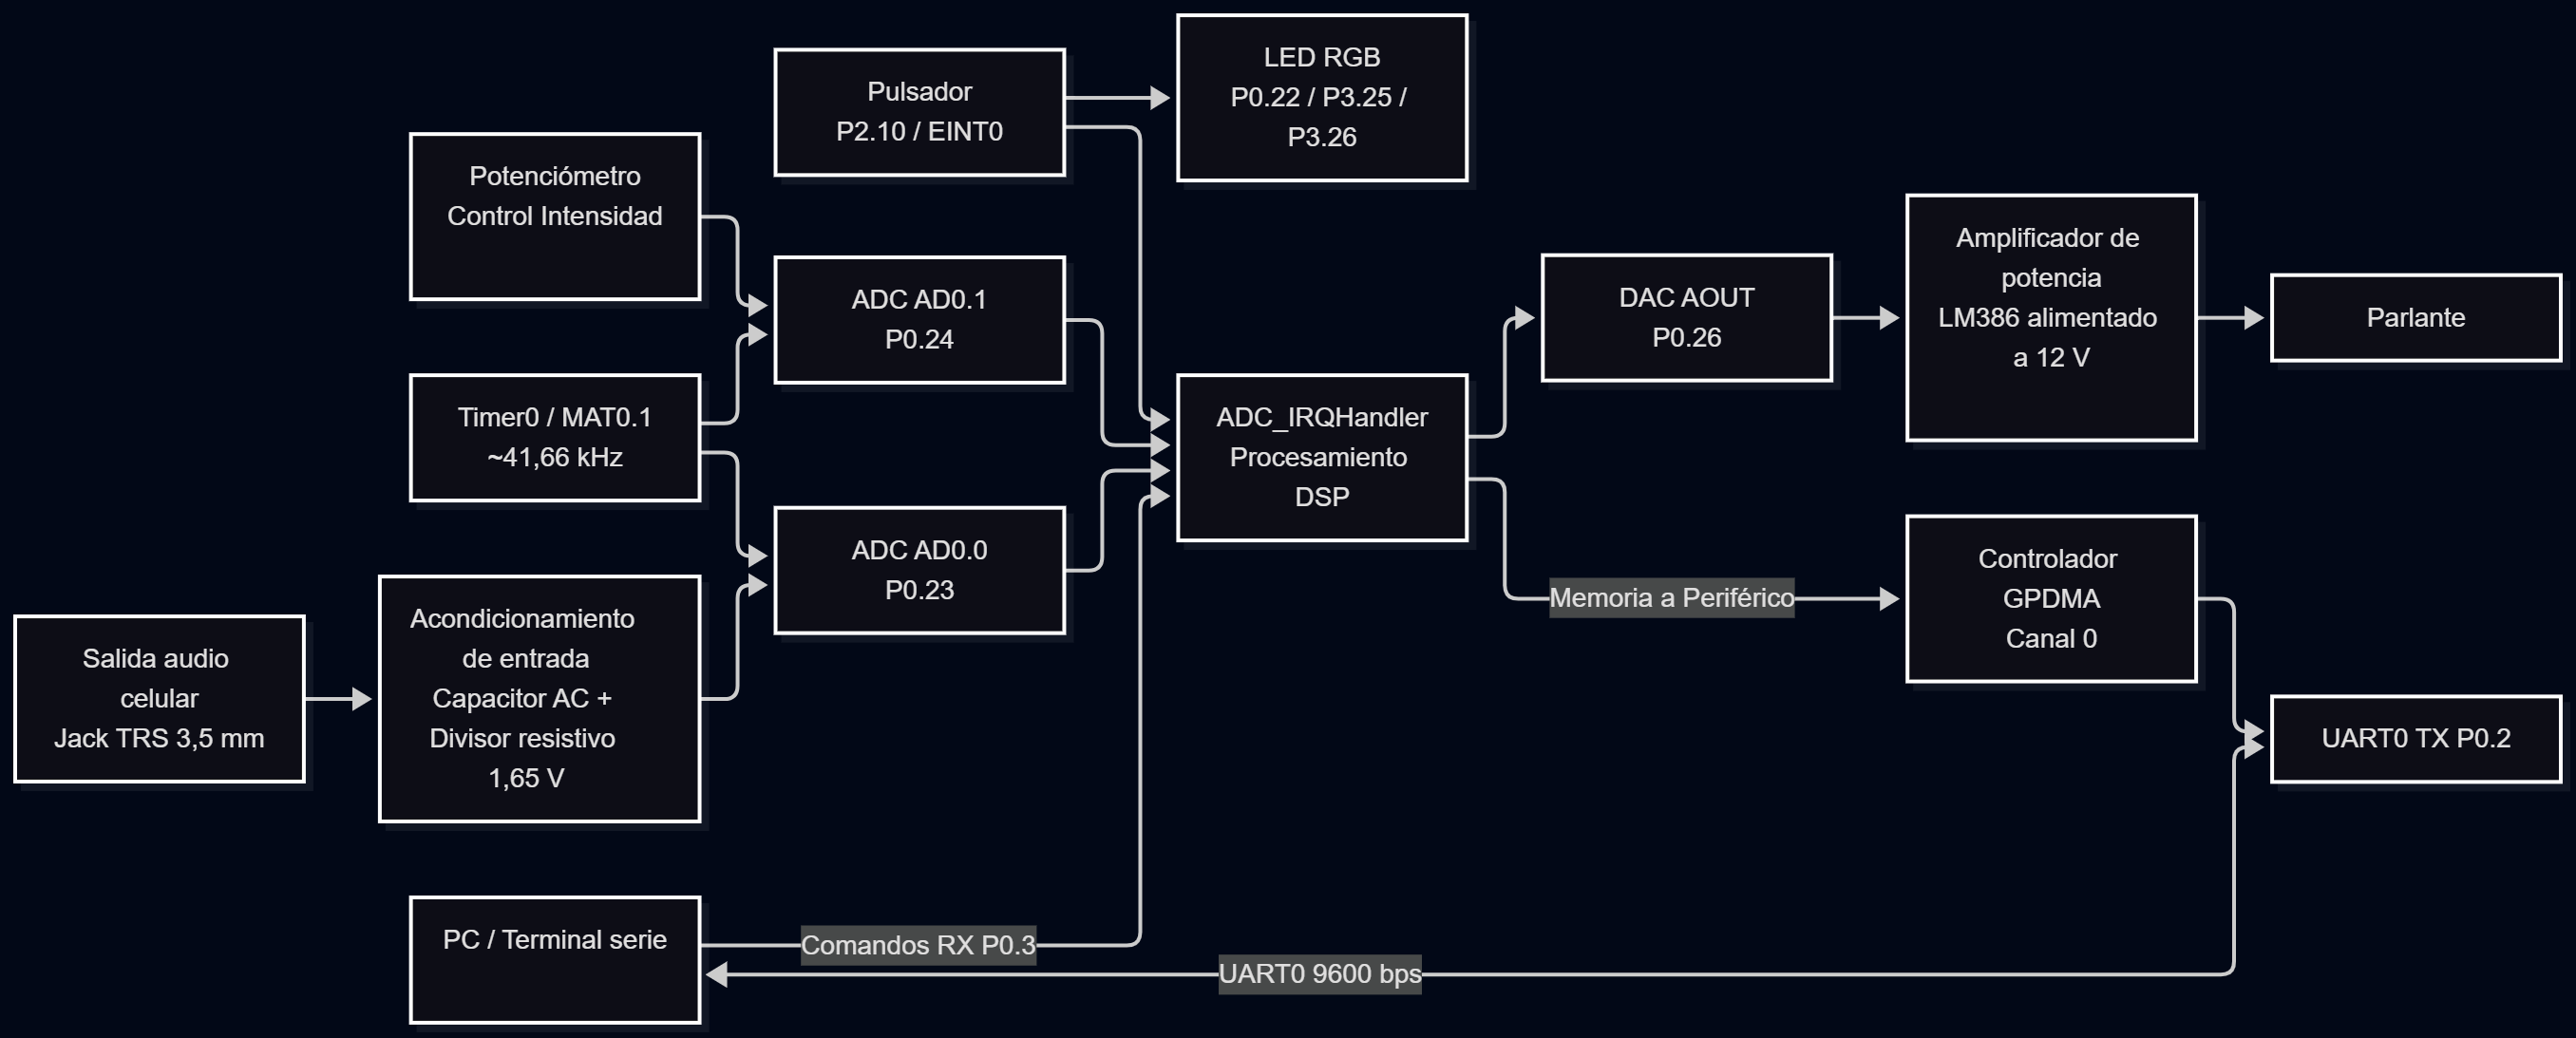 LED RGB
P0.22 / P3.25 /
P3.26
Pulsador
P2.10 / EINT0
Potenciómetro
Control Intensidad
ADC AD0.1
P0.24
Timer0 / MAT0.1
~41,66 kHz
ADC AD0.0
P0.23
Salida audio
celular
Jack TRS 3,5 mm
Acondicionamiento
de entrada
Capacitor AC +
Divisor resistivo
1,65 V
ADC_IRQHandler
Procesamiento
DSP
DAC AOUT
P0.26
Amplificador de
potencia
LM386 alimentado
a 12 V
Parlante
Memoria a Periférico
Controlador
GPDMA
Canal 0
UART0 TX P0.2
PC / Terminal serie
Comandos RX P0.3
UART0 9600 bps